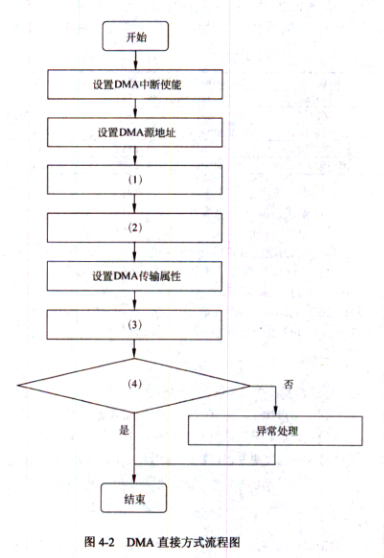 开始
设置DMA中断使能
设置DMA源地址
(1)
(2)
设置DMA传输属性
(3)
(4)
否
是
异常处理
结束
图 4-2 DMA 直接方式流程图